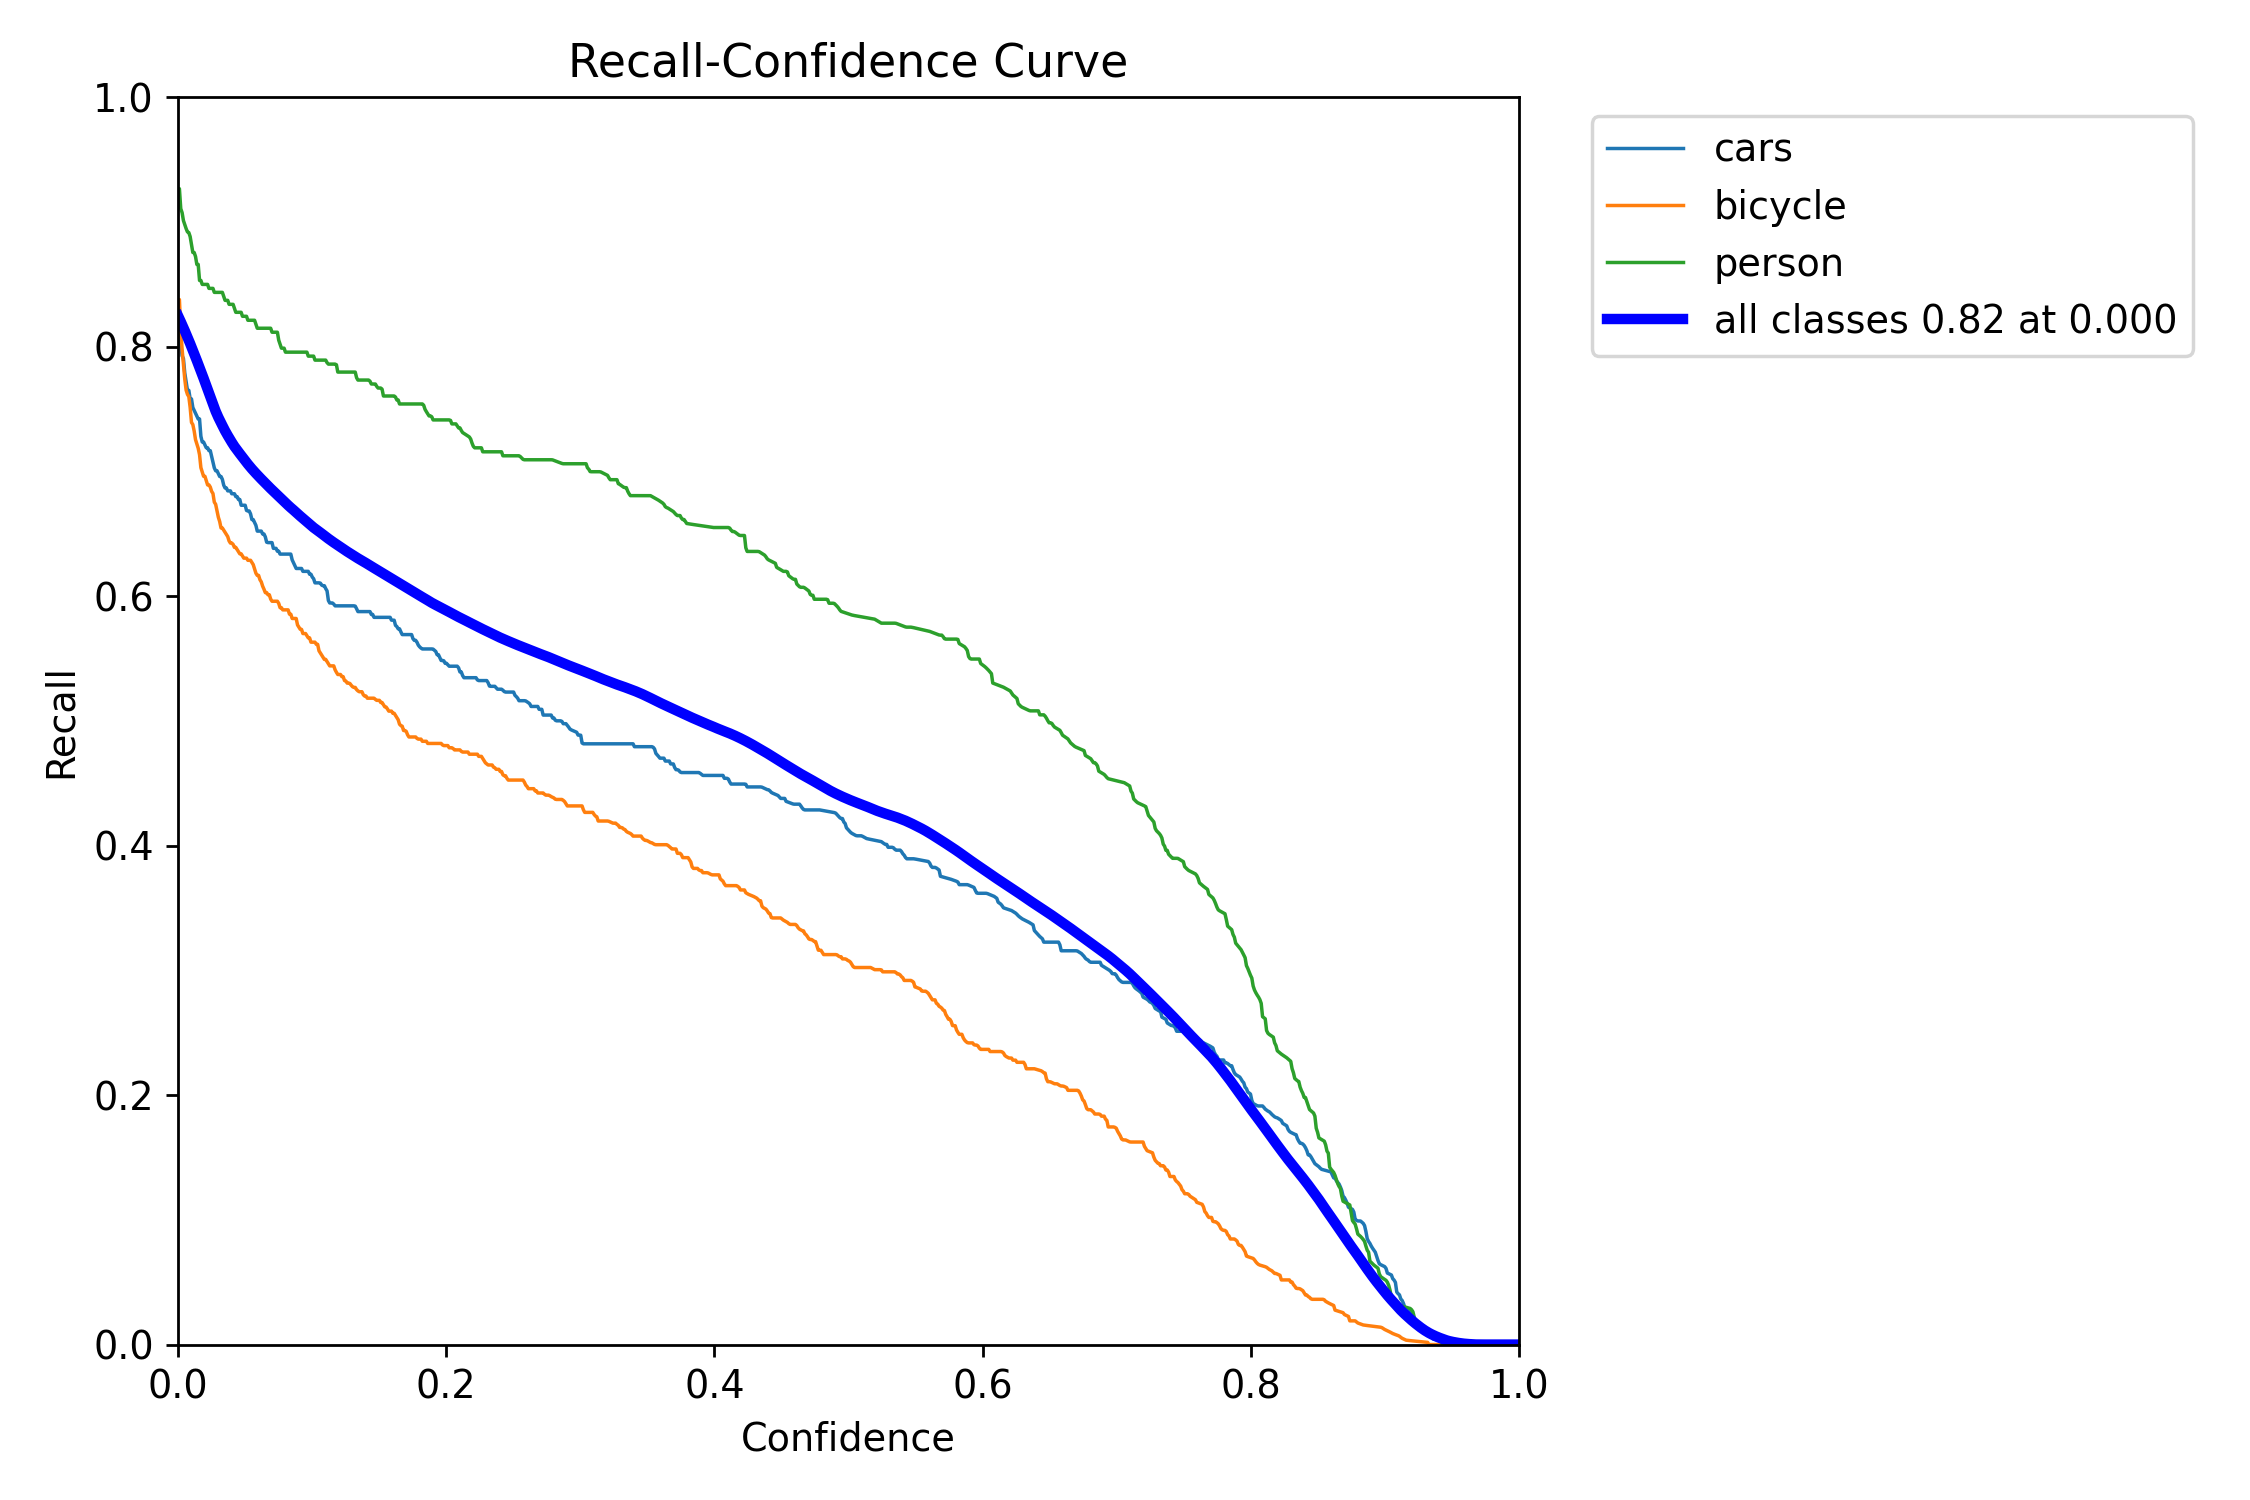 Recall-Confidence Curve
1.0
0.8
0.6
0.4
0.2
0.0
Recall
0.0 0.2 0.4 0.6 0.8 1.0
Confidence
cars
bicycle
person
all classes 0.82 at 0.000